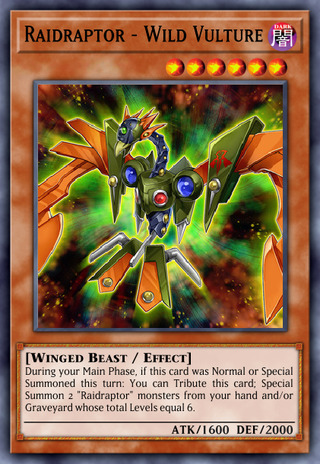 Raidraptor - Wild Vulture
DARK
闇
[Winged Beast / Effect]
During your Main Phase, if this card was Normal or Special
Summoned this turn: You can Tribute this card; Special
Summon 2 "Raidraptor" monsters from your hand and/or
Graveyard whose total Levels equal 6.
ATK/1600 DEF/2000